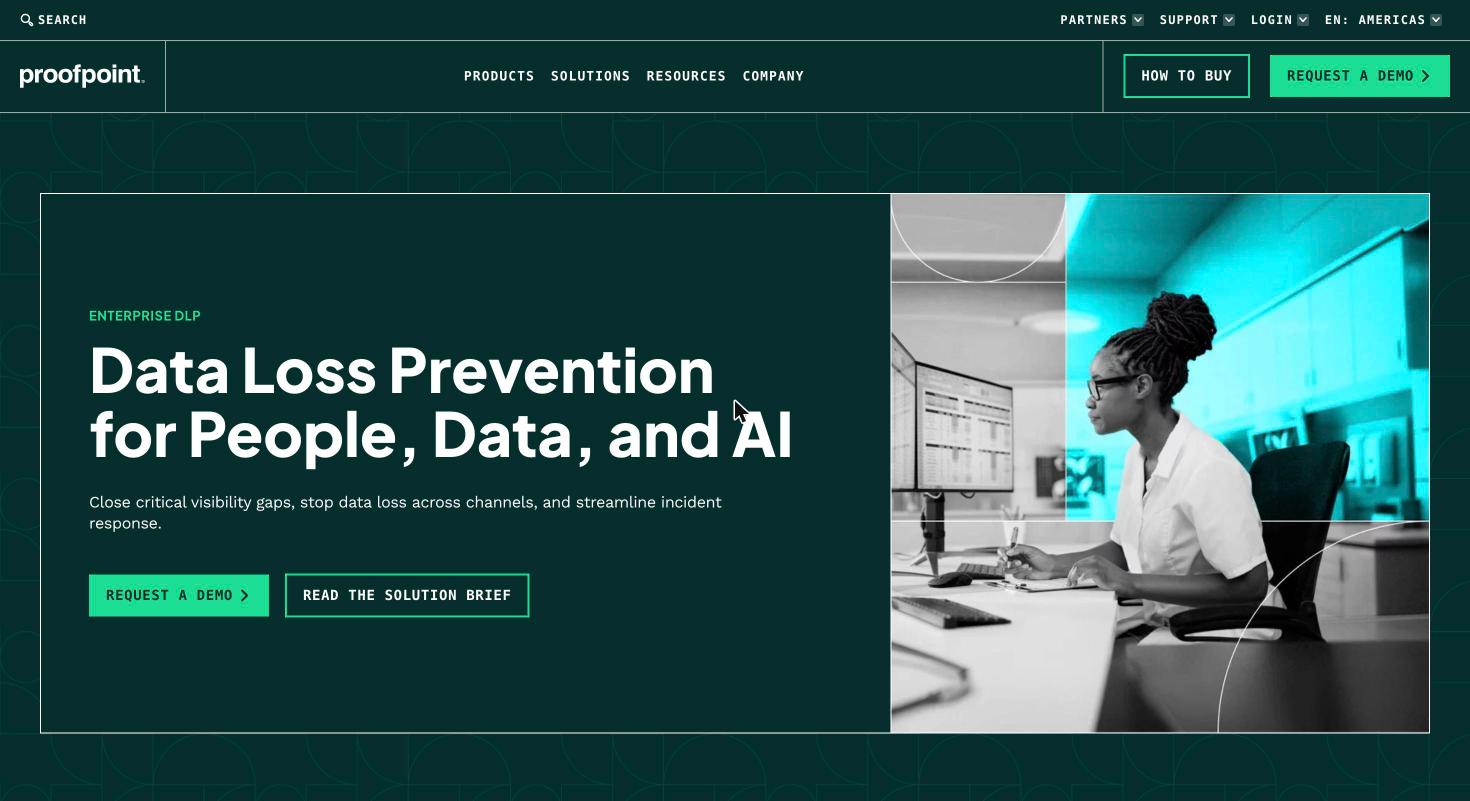 SEARCH
PARTNERS
SUPPORT
LOGIN
EN: AMERICAS
proofpoint.
PRODUCTS
SOLUTIONS
RESOURCES
COMPANY
HOW TO BUY
REQUEST A DEMO
ENTERPRISE DLP
Data Loss Prevention
for People, Data, and AI
Close critical visibility gaps, stop data loss across channels, and streamline incident
response.
REQUEST A DEMO
READ THE SOLUTION BRIEF